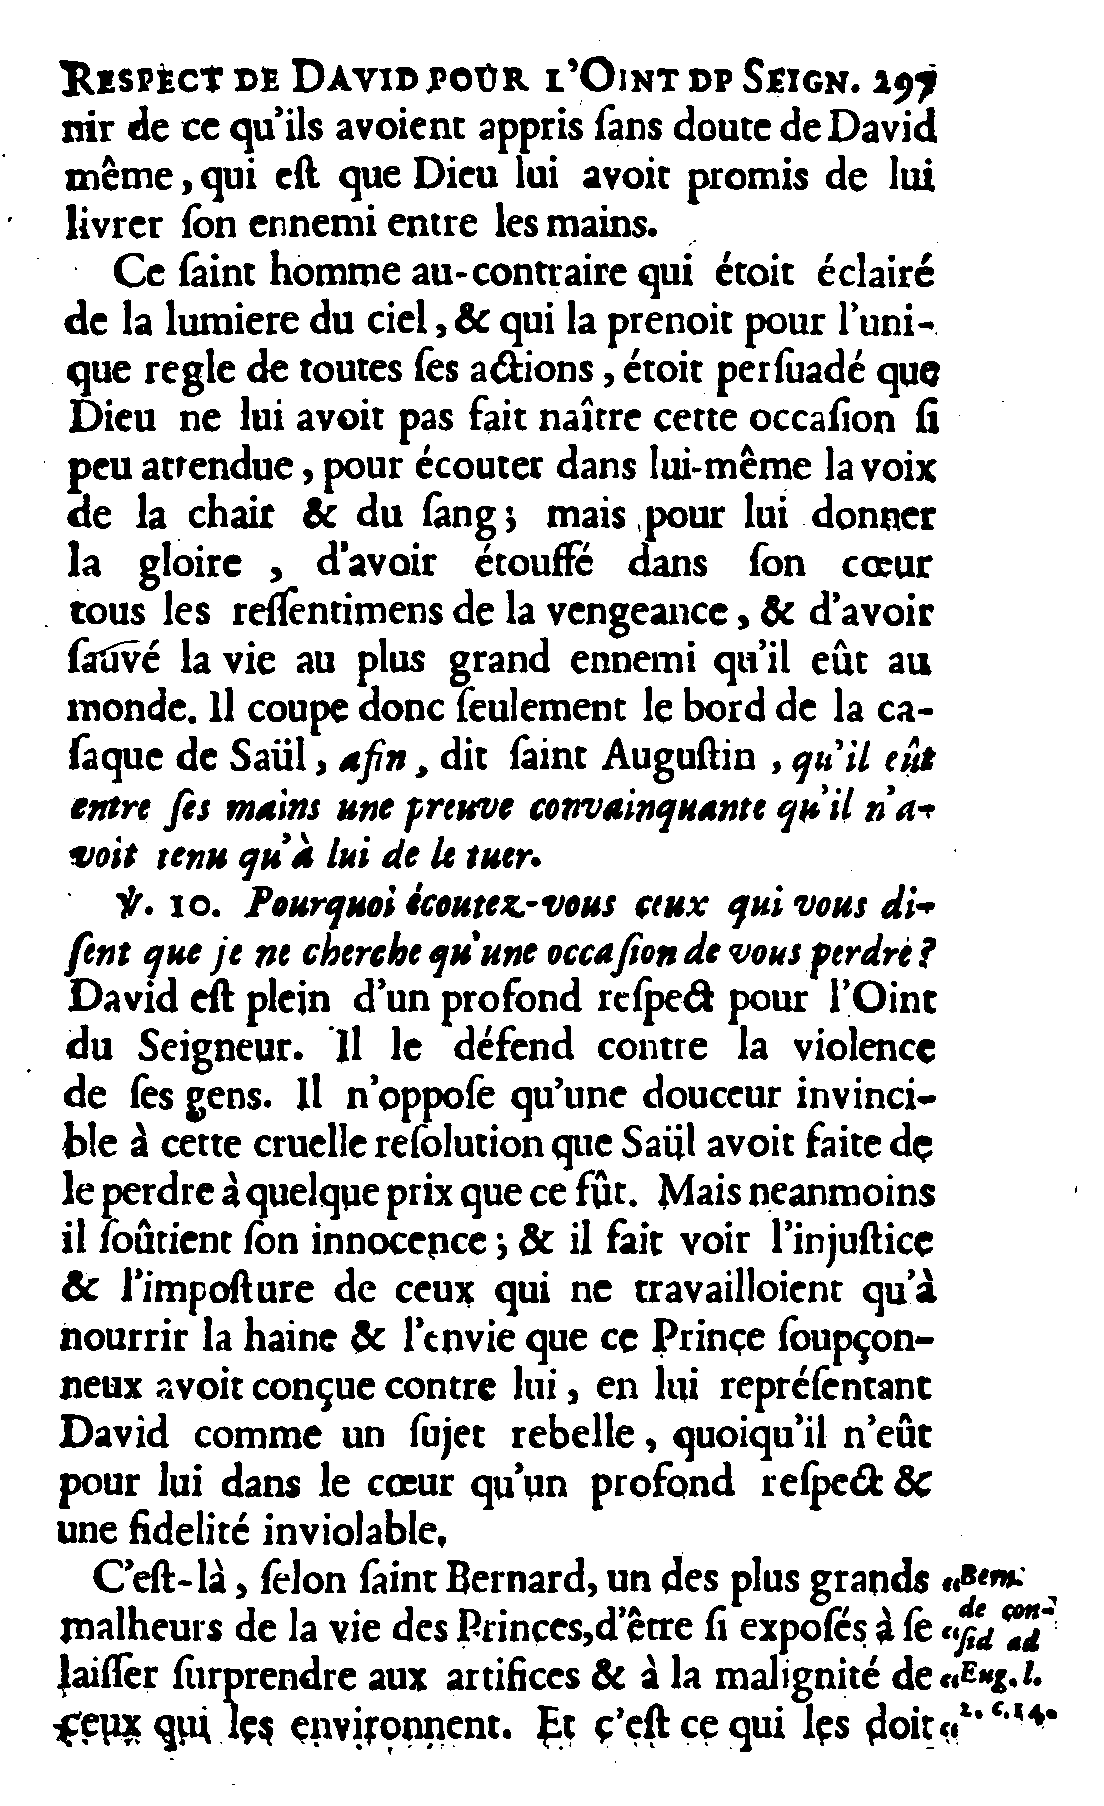 RESPECT DE DAVID POUR L'OINT DP SEIGN. 297
nir de ce qu'ils avoient appris ſans doute de David
même, qui eſt que Dieu lui avoit promis de lui
livrer ſon ennemi entre les mains.
Ce ſaint homme au-contraire qui étoit éclairé
de la lumiere du ciel, & qui la prenoit pour l'uni-
que regle de toutes ſes actions, étoit perſuadé que
Dieu ne lui avoit pas fait naître cette occaſion ſi
peu attendue, pour écouter dans lui-même la voix
de la chair & du ſang; mais pour lui donner
la gloire, d'avoir étouffé dans ſon cœur
tous les reſſentimens de la vengeance, & d'avoir
ſauvé la vie au plus grand ennemi qu'il eût au
monde. Il coupe donc ſeulement le bord de la ca-
ſaque de Saül, afin, dit ſaint Auguſtin, qu'il eût
entre ſes mains une preuve convainquante qu'il n'a-
voit tenu qu'à lui de le tuer.
℣. 10. Pourquoi écoutez-vous ceux qui vous di-
ſent que je ne cherche qu'une occaſion de vous perdre?
David eſt plein d'un profond reſpect pour l'Oint
du Seigneur. Il le défend contre la violence
de ſes gens. Il n'oppoſe qu'une douceur invinci-
ble à cette cruelle reſolution que Saül avoit faite de
le perdre à quelque prix que ce fût. Mais neanmoins
il ſoûtient ſon innocence; & il fait voir l'injuſtice
& l'impoſture de ceux qui ne travailloient qu'à
nourrir la haine & l'envie que ce Prince ſoupçon-
neux avoit conçue contre lui, en lui repréſentant
David comme un ſujet rebelle, quoiqu'il n'eût
pour lui dans le cœur qu'un profond reſpect &
une fidelité inviolable.
C'eſt-là, ſelon ſaint Bernard, un des plus grands “Bern.
malheurs de la vie des Princes, d'être ſi expoſés à ſe “de con-
laiſſer ſurprendre aux artifices & à la malignité de “ſid ad
ceux qui les environnent. Et c'eſt ce qui les doit “Eug. l.
2. c. 14.